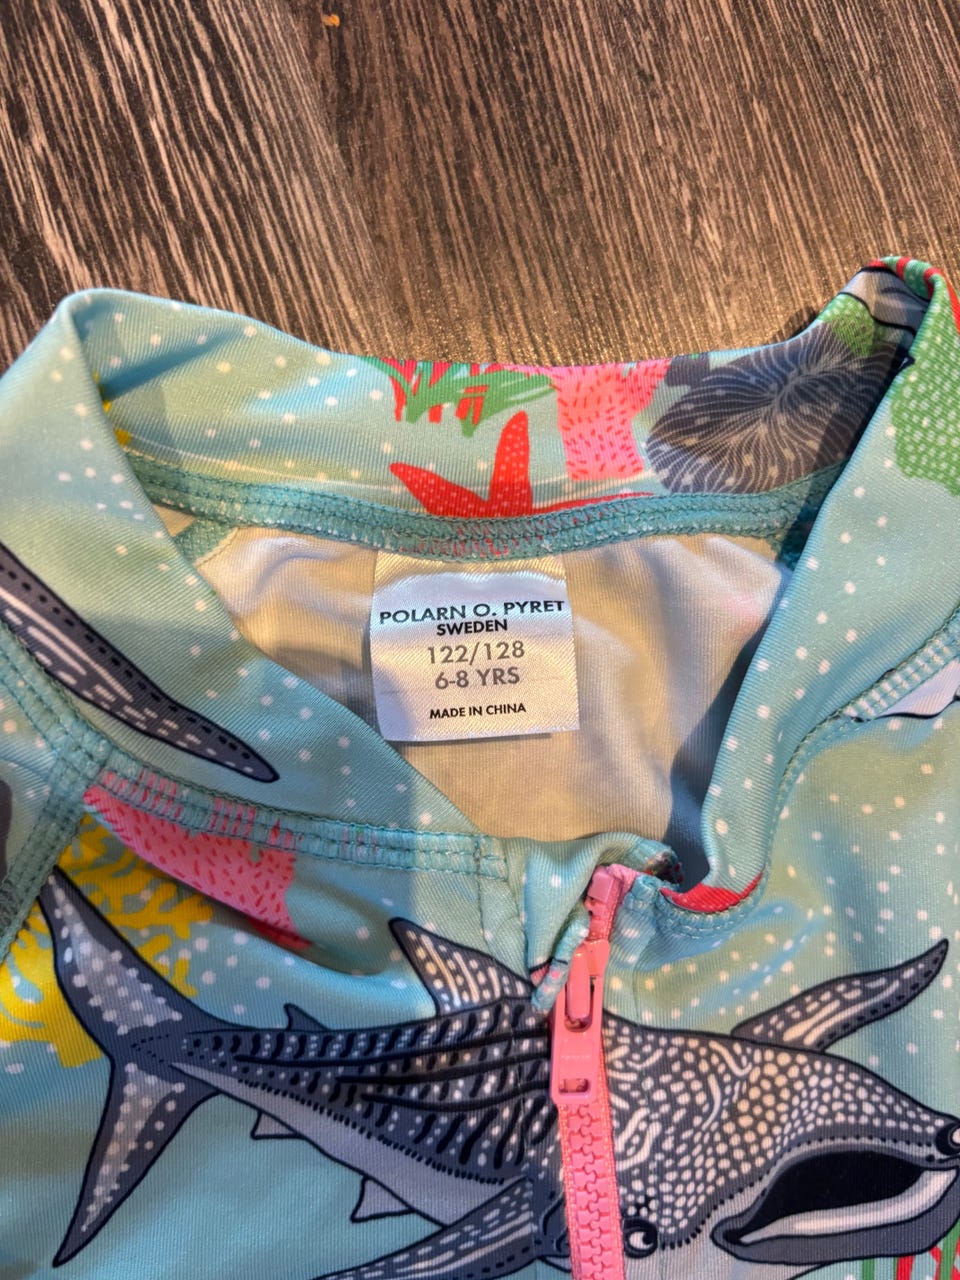 POLARN O. PYRET
SWEDEN
122/128
6-8 YRS
MADE IN CHINA